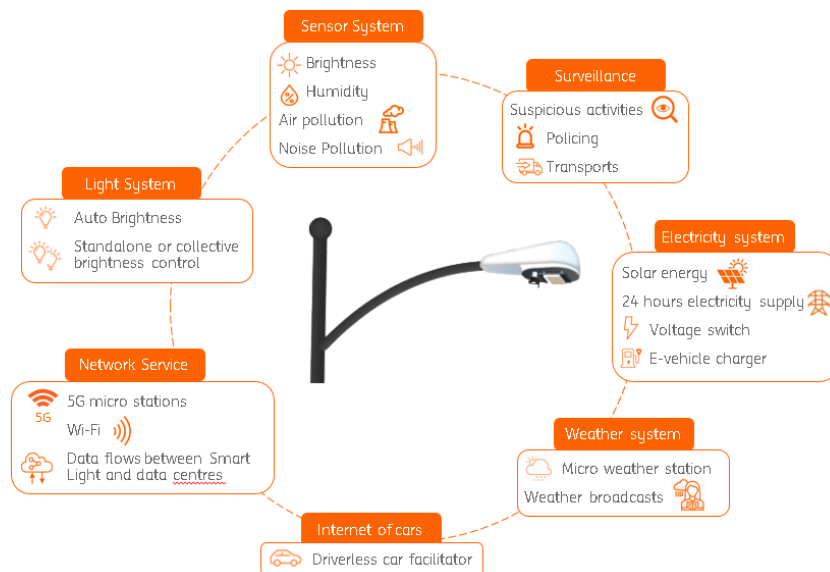 Sensor System
Brightness
Humidity
Air pollution
Noise Pollution
Surveillance
Suspicious activities
Policing
Transports
Light System
Auto Brightness
Standalone or collective
brightness control
Electricity system
Solar energy
24 hours electricity supply
Voltage switch
E-vehicle charger
Network Service
5G
5G micro stations
Wi-Fi
Data flows between Smart
Light and data centres
Weather system
Micro weather station
Weather broadcasts
Internet of cars
Driverless car facilitator